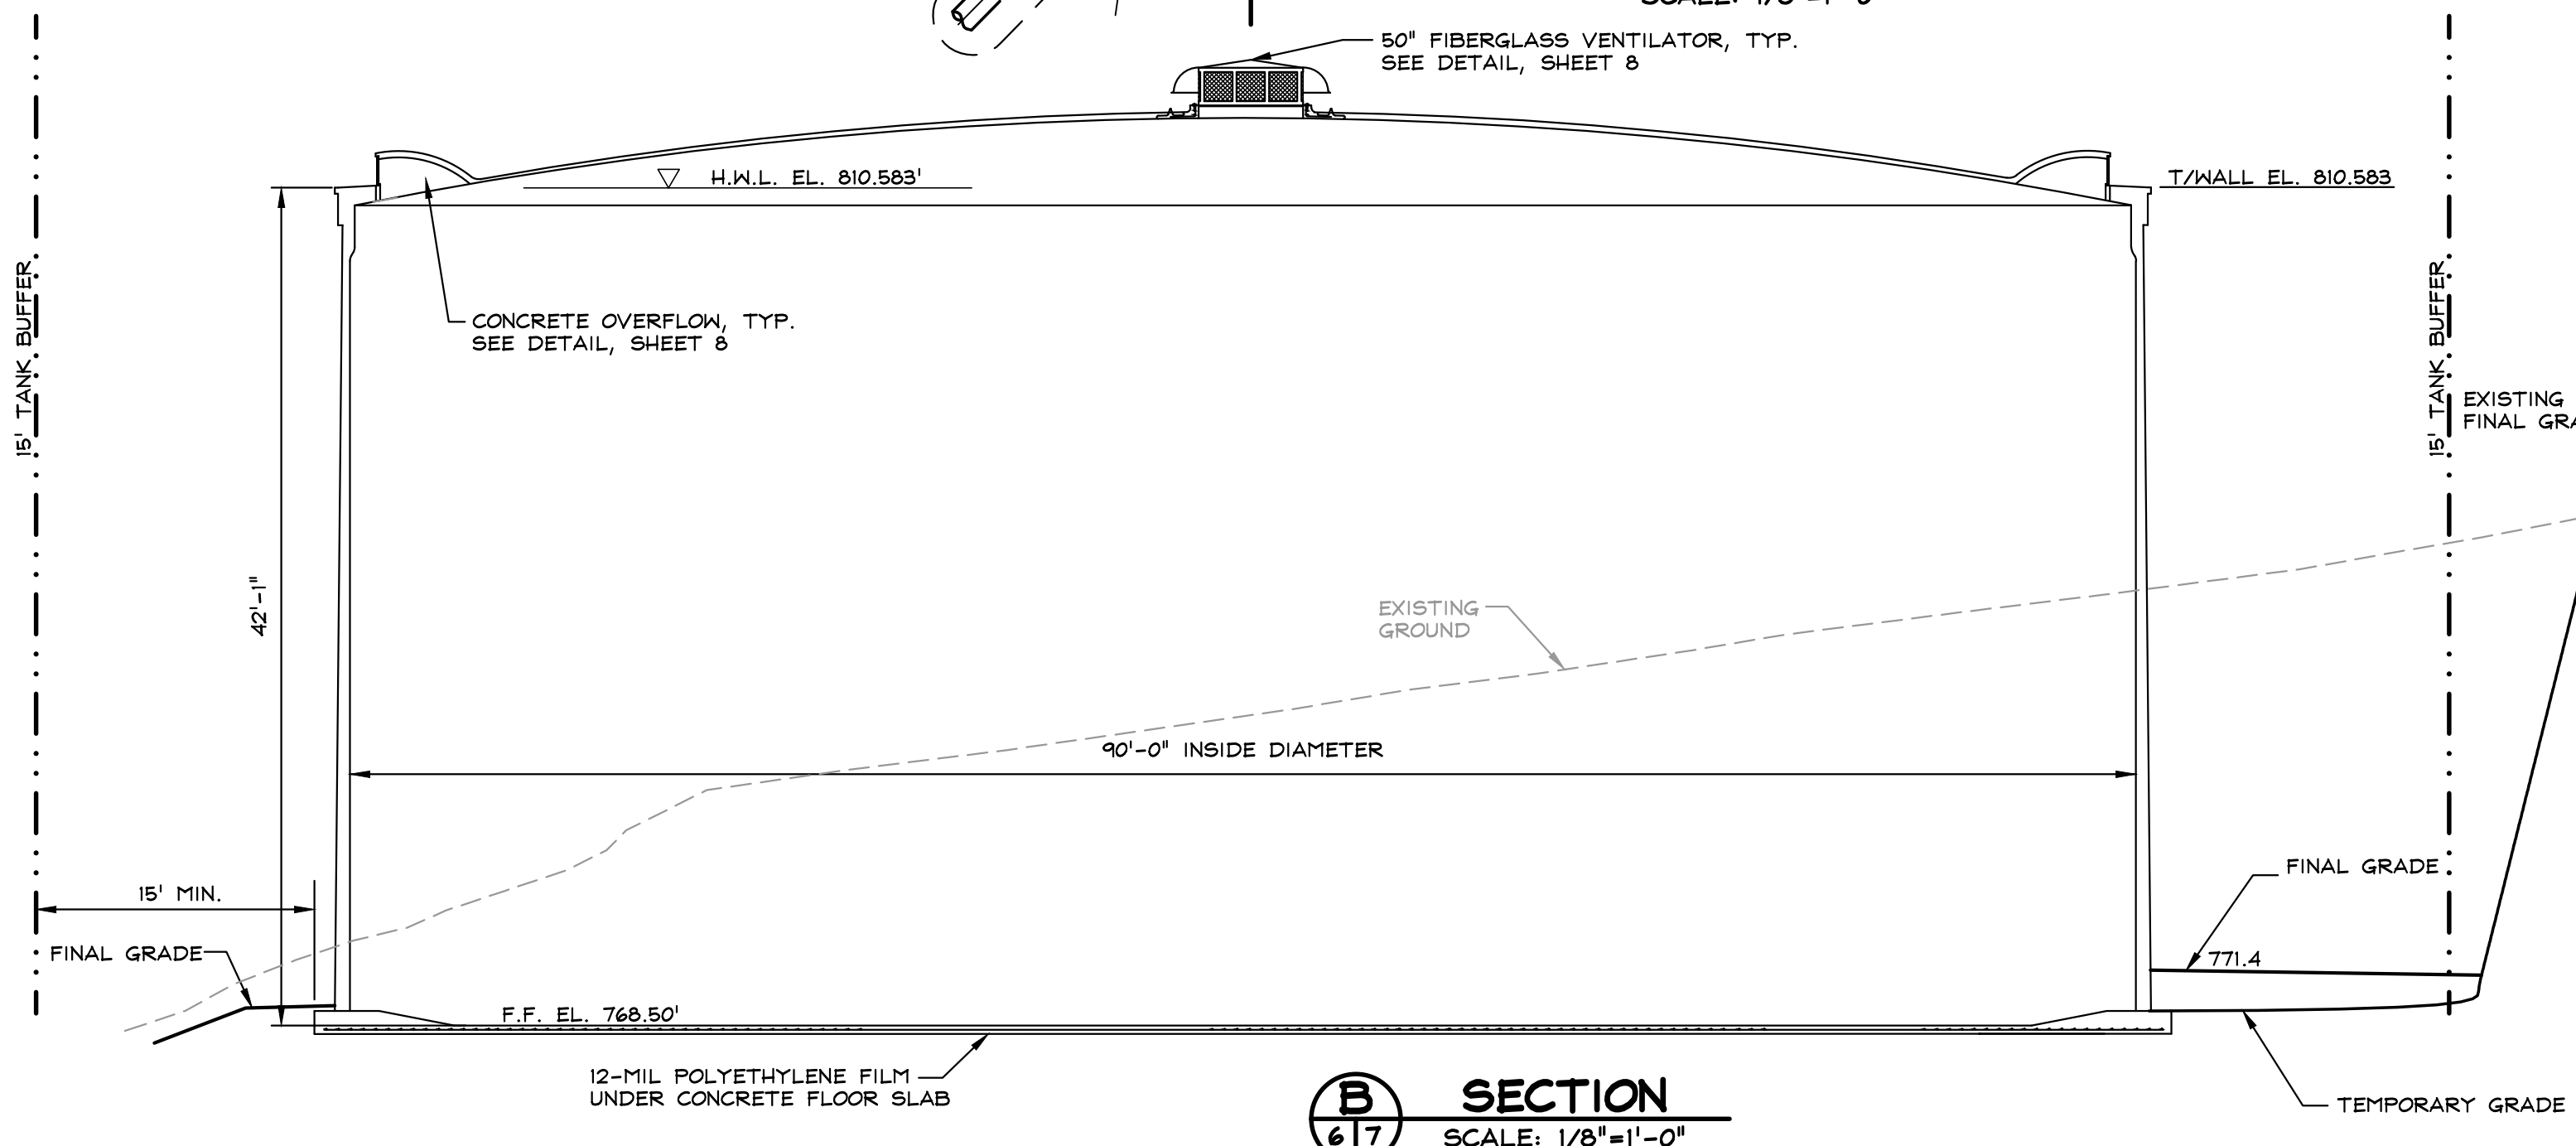 50" FIBERGLASS VENTILATOR, TYP.
SEE DETAIL, SHEET 8
H.W.L. EL. 810.583'
T/WALL EL. 810.583
15' TANK BUFFER
15' TANK BUFFER
CONCRETE OVERFLOW, TYP.
SEE DETAIL, SHEET 8
EXISTING
FINAL
42'-1"
EXISTING
GROUND
90'-0" INSIDE DIAMETER
15' MIN.
FINAL GRADE
FINAL GRADE
771.4
F.F. EL. 768.50'
12-MIL POLYETHYLENE FILM
UNDER CONCRETE FLOOR SLAB
TEMPORARY GRADE
B
6 7
SECTION
SCALE: 1/8"=1'-0"